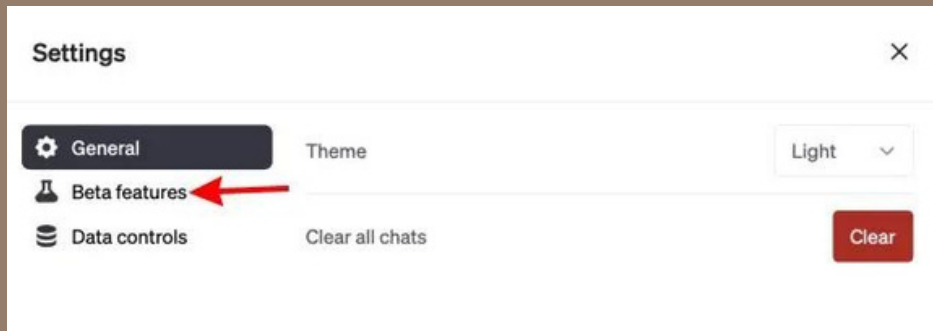 Settings
General
Theme
Light
Beta features
Data controls
Clear all chats
Clear